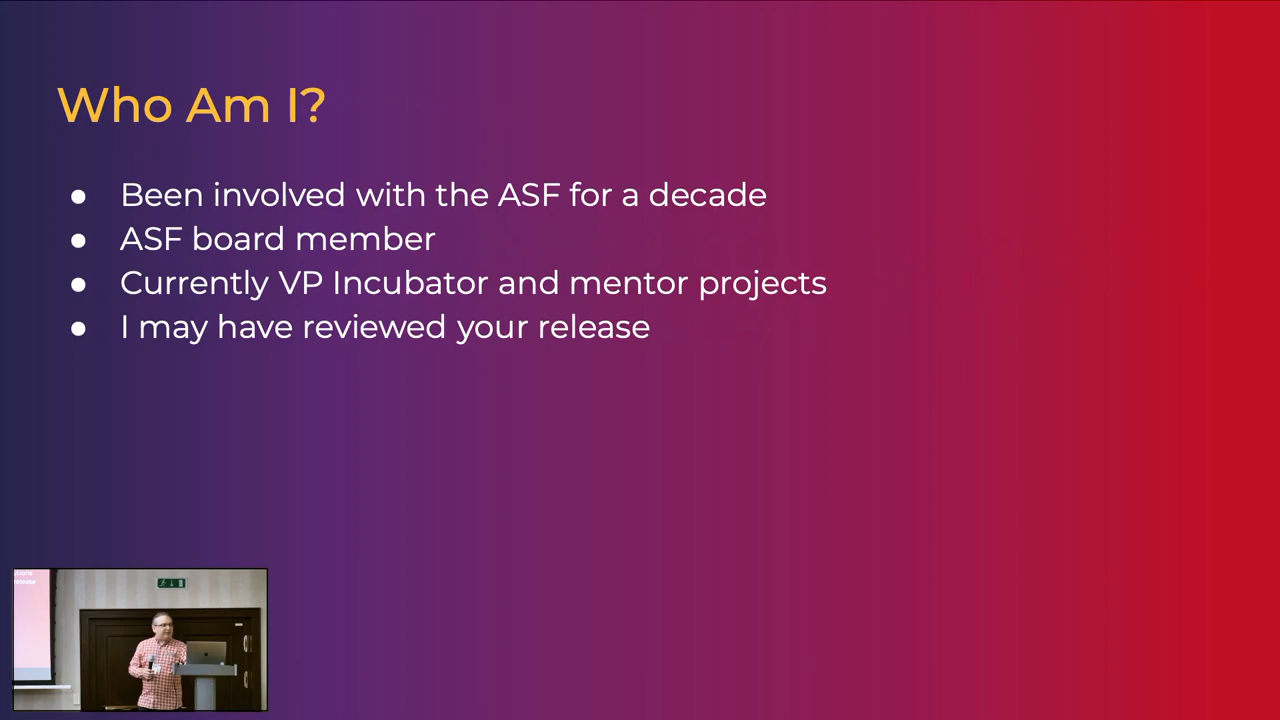 Who Am I?
● Been involved with the ASF for a decade
● ASF board member
● Currently VP Incubator and mentor projects
● I may have reviewed your release
release